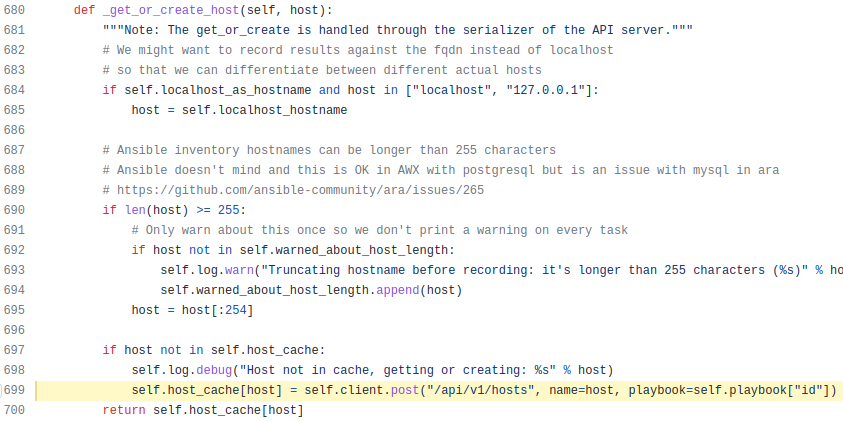 680 def _get_or_create_host(self, host):
681 """Note: The get_or_create is handled through the serializer of the API server."""
682 # We might want to record results against the fqdn instead of localhost
683 # so that we can differentiate between different actual hosts
684 if self.localhost_as_hostname and host in ["localhost", "127.0.0.1"]:
685 host = self.localhost_hostname
686
687 # Ansible inventory hostnames can be longer than 255 characters
688 # Ansible doesn't mind and this is OK in AWX with postgresql but is an issue with mysql in ara
689 # https://github.com/ansible-community/ara/issues/265
690 if len(host) >= 255:
691 # Only warn about this once so we don't print a warning on every task
692 if host not in self.warned_about_host_length:
693 self.log.warn("Truncating hostname before recording: it's longer than 255 characters (%s)" % ho
694 self.warned_about_host_length.append(host)
695 host = host[:254]
696
697 if host not in self.host_cache:
698 self.log.debug("Host not in cache, getting or creating: %s" % host)
699 self.host_cache[host] = self.client.post("/api/v1/hosts", name=host, playbook=self.playbook["id"])
700 return self.host_cache[host]